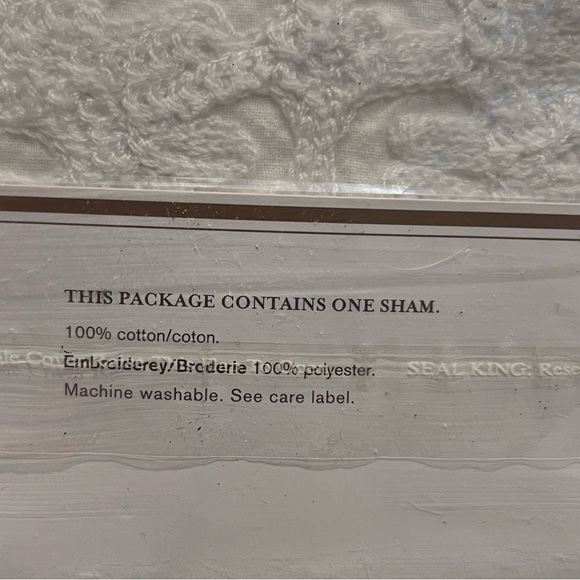 THIS PACKAGE CONTAINS ONE SHAM.
100% cotton/coton.
Embroiderey/Broderie 100% polyester.
SEAL KING: Rese
Machine washable. See care label.